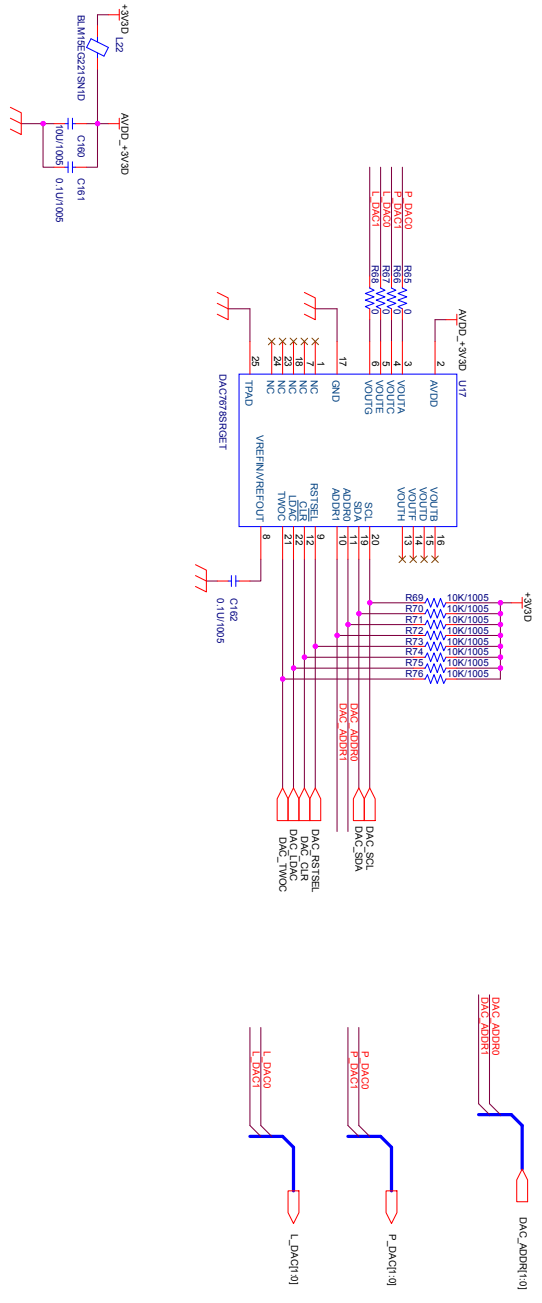 +3V3D
L22
BLM15EG221SN1D
AVDD_+3V3D
C160
10U/1005
C161
0.1U/1005
P_DAC0
P_DAC1
L_DAC0
L_DAC1
R65 0
R66 0
R67 0
R68 0
AVDD_+3V3D
U17
2 AVDD
3 VOUTA
4 VOUTC
5 VOUTE
6 VOUTG
17 GND
1 NC
7 NC
18 NC
23 NC
24 NC
25 TPAD
DAC7678SRGET
VOUTB 16
VOUTD 15
VOUTF 14
VOUTH 13
SCL 20
SDA 19
ADDR0 11
ADDR1 10
RSTSEL 9
CLR 12
LDAC 22
TWOC 21
VREFIN/VREFOUT 8
C162
0.1U/1005
+3V3D
R69 10K/1005
R70 10K/1005
R71 10K/1005
R72 10K/1005
R73 10K/1005
R74 10K/1005
R75 10K/1005
R76 10K/1005
DAC_ADDR0
DAC_ADDR1
DAC_SCL
DAC_SDA
DAC_RSTSEL
DAC_CLR
DAC_LDAC
DAC_TWOC
DAC_ADDR0
DAC_ADDR1
DAC_ADDR[1:0]
P_DAC0
P_DAC1
P_DAC[1:0]
L_DAC0
L_DAC1
L_DAC[1:0]